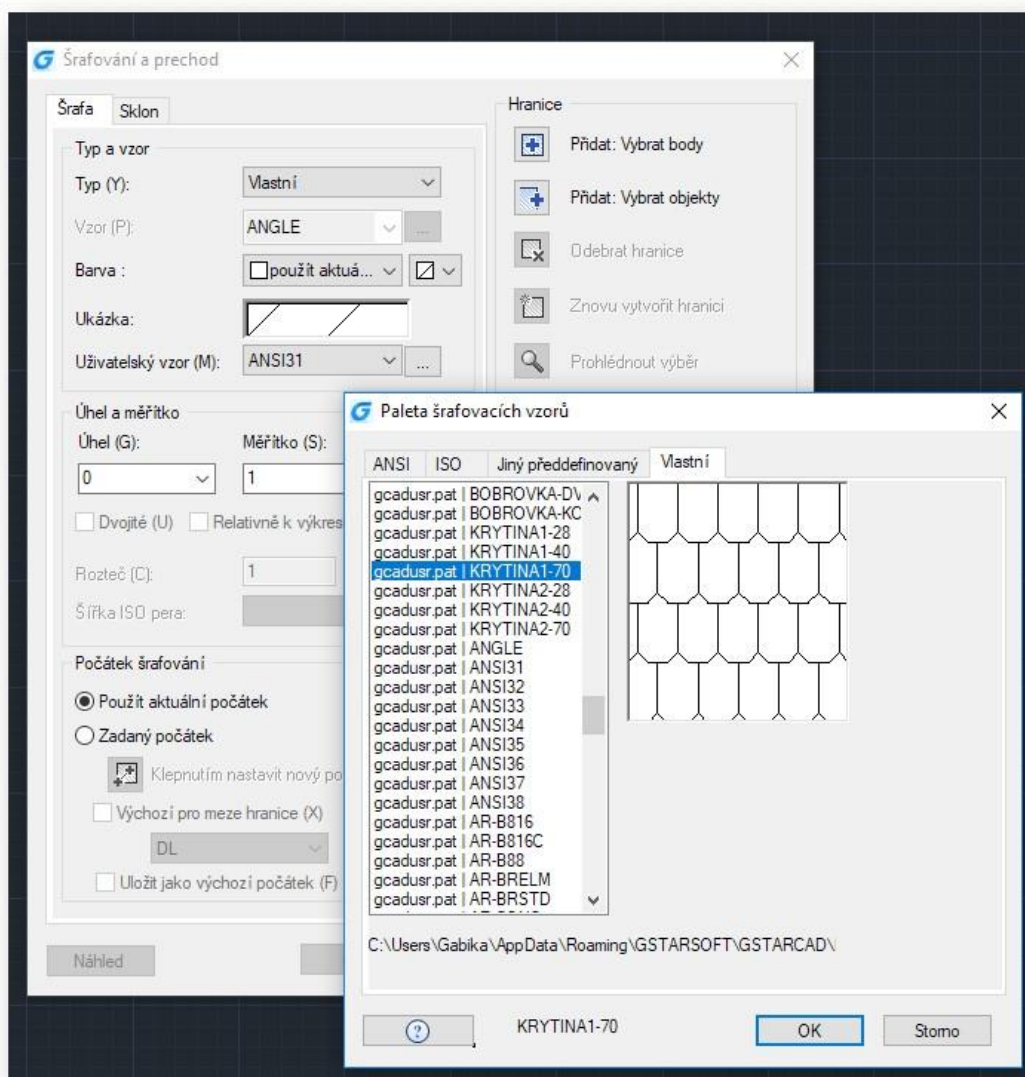 Šrafování a prechod
Šrafa
Sklon
Typ a vzor
Typ (Y):
Vlastní
Vzor (P):
ANGLE
...
Barva :
použít aktuá...
Ukázka:
Uživatelský vzor (M):
ANSI31
...
Úhel a měřítko
Úhel (G):
Měřítko (S):
0
1
Dvojité (U)
Relativně k výkres
Rozteč (C):
1
Šířka ISO pera:
Počátek šrafování
Použít aktuální počátek
Zadaný počátek
Klepnutím nastavit nový po
Výchozí pro meze hranice (X)
DL
Uložit jako výchozí počátek (F)
Náhled
Hranice
Přidat: Vybrat body
Přidat: Vybrat objekty
Odebrat hranice
Znovu vytvořit hranici
Prohlédnout výběr
Paleta šrafovacích vzorů
ANSI
ISO
Jiný předdefinovaný
Vlastní
gcadusr.pat | BOBROVKA-DV
gcadusr.pat | BOBROVKA-KO
gcadusr.pat | KRYTINA1-28
gcadusr.pat | KRYTINA1-40
gcadusr.pat | KRYTINA1-70
gcadusr.pat | KRYTINA2-28
gcadusr.pat | KRYTINA2-40
gcadusr.pat | KRYTINA2-70
gcadusr.pat | ANGLE
gcadusr.pat | ANSI31
gcadusr.pat | ANSI32
gcadusr.pat | ANSI33
gcadusr.pat | ANSI34
gcadusr.pat | ANSI35
gcadusr.pat | ANSI36
gcadusr.pat | ANSI37
gcadusr.pat | ANSI38
gcadusr.pat | AR-B816
gcadusr.pat | AR-B816C
gcadusr.pat | AR-B88
gcadusr.pat | AR-BRELM
gcadusr.pat | AR-BRSTD
C:\Users\Gabika\AppData\Roaming\GSTARSOFT\GSTARCAD\
?
KRYTINA1-70
OK
Storno